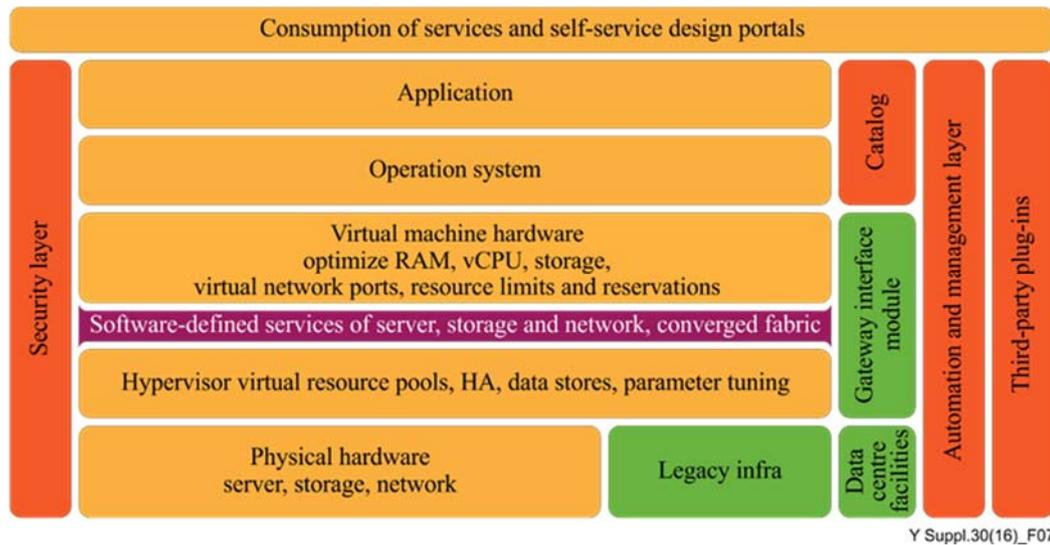 Consumption of services and self-service design portals
Security layer
Application
Operation system
Virtual machine hardware
optimize RAM, vCPU, storage,
virtual network ports, resource limits and reservations
Software-defined services of server, storage and network, converged fabric
Hypervisor virtual resource pools, HA, data stores, parameter tuning
Physical hardware
server, storage, network
Legacy infra
Catalog
Gateway interface
module
Data
centre
facilities
Automation and management layer
Third-party plug-ins
Y Suppl.30(16)_F07